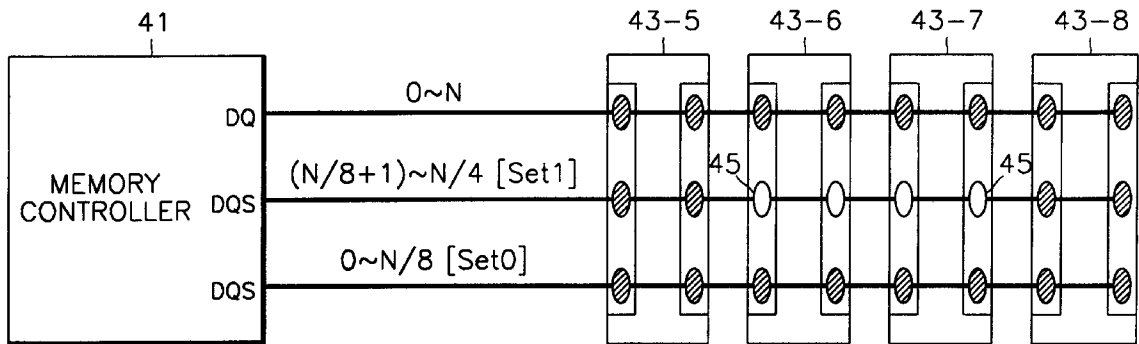 41
43-5 43-6 43-7 43-8
0~N
DQ
(N/8+1)~N/4 [Set1]
45 45
MEMORY
CONTROLLER
DQS
0~N/8 [Set0]
DQS